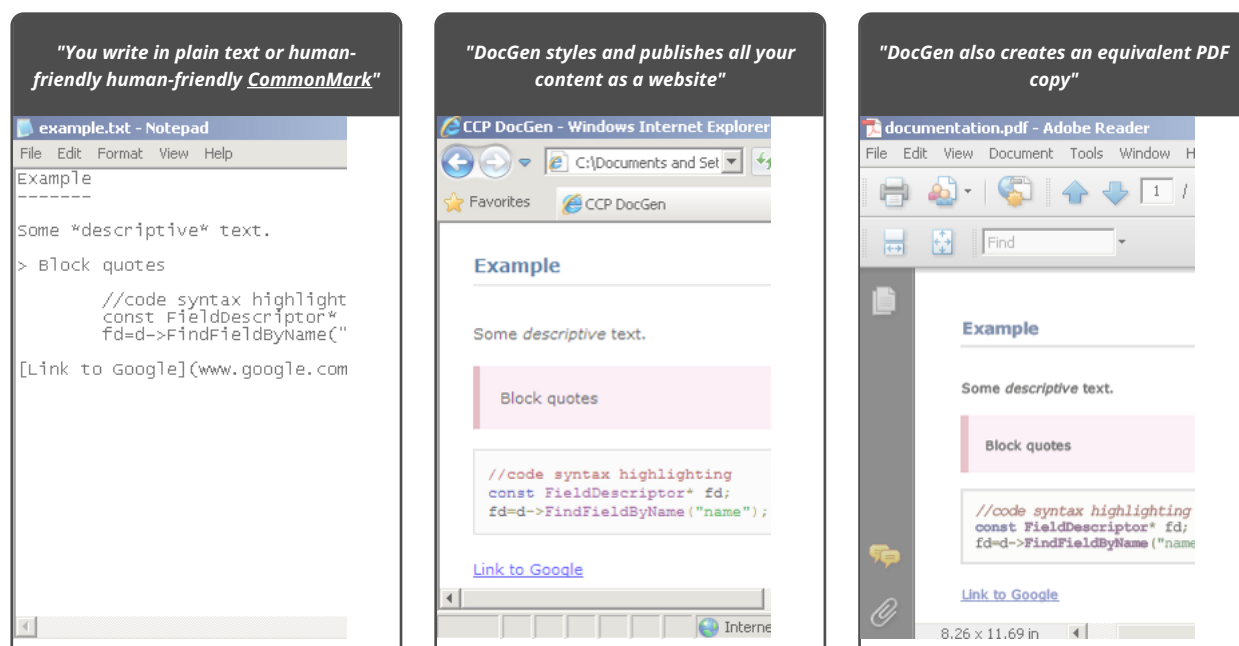 "You write in plain text or human-
friendly human-friendly CommonMark"
example.txt - Notepad
File Edit Format View Help
Example
-------
Some *descriptive* text.
> Block quotes
//code syntax highlight
const FieldDescriptor*
fd=d->FindFieldByName("
[Link to Google](www.google.com
"DocGen styles and publishes all your
content as a website"
CCP DocGen - Windows Internet Explorer
C:\Documents and Set
Favorites CCP DocGen
Example
Some descriptive text.
Block quotes
//code syntax highlighting
const FieldDescriptor* fd;
fd=d->FindFieldByName("name");
Link to Google
Interne
"DocGen also creates an equivalent PDF
copy"
documentation.pdf - Adobe Reader
File Edit View Document Tools Window H
1 /
Find
Example
Some descriptive text.
Block quotes
//code syntax highlighting
const FieldDescriptor* fd;
fd=d->FindFieldByName("name
Link to Google
8.26 x 11.69 in